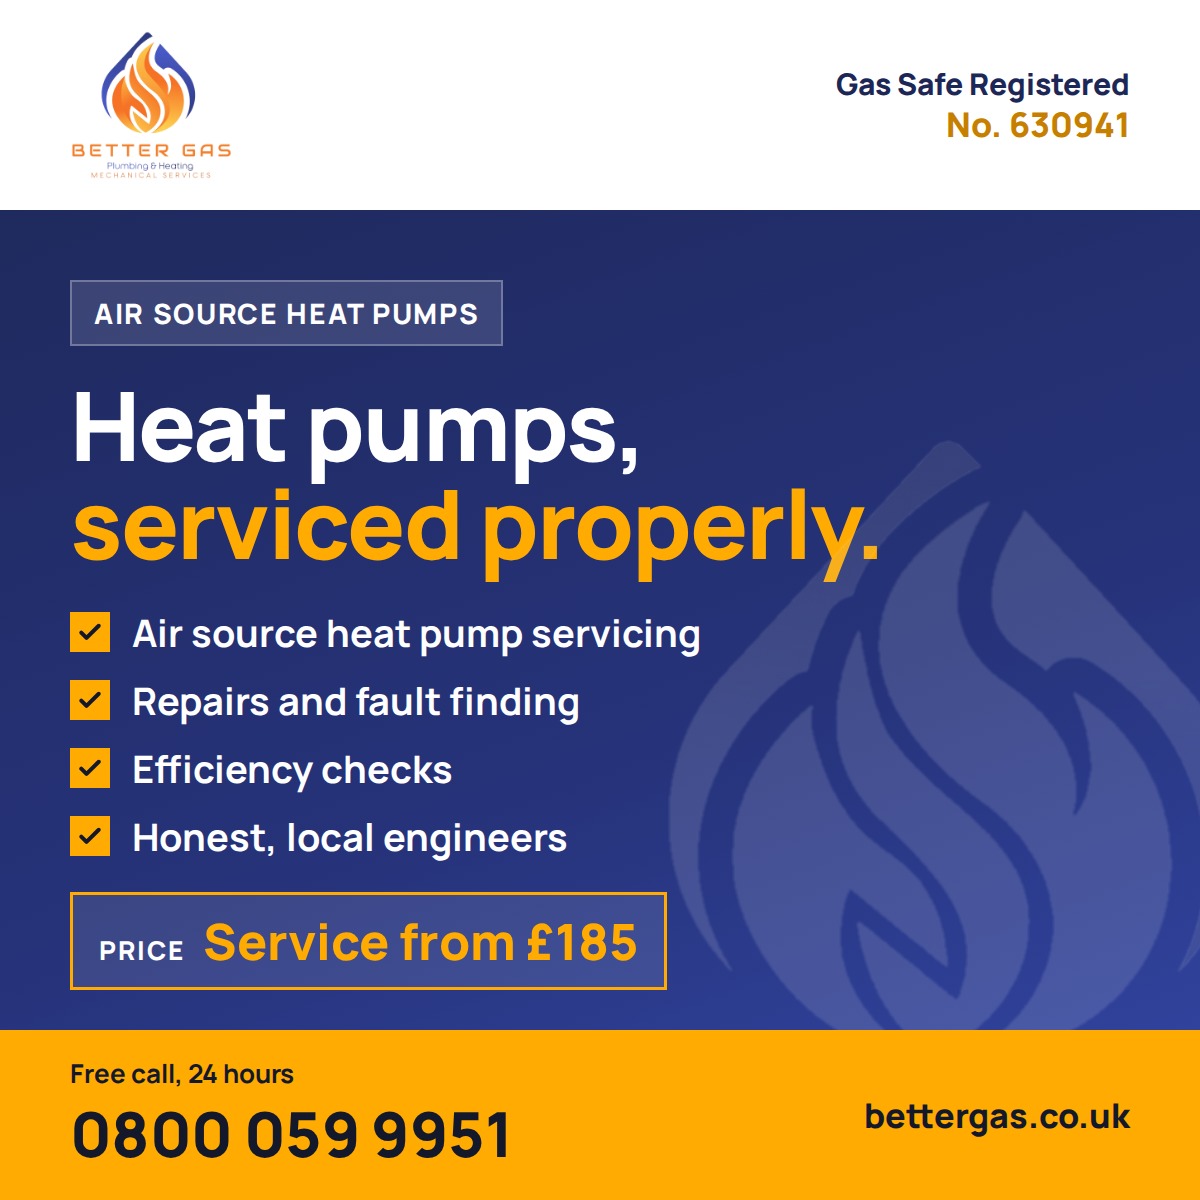 BETTER GAS
Plumbing & Heating
MECHANICAL SERVICES
Gas Safe Registered
No. 630941
AIR SOURCE HEAT PUMPS
Heat pumps,
serviced properly.
Air source heat pump servicing
Repairs and fault finding
Efficiency checks
Honest, local engineers
PRICE Service from £185
Free call, 24 hours
0800 059 9951
bettergas.co.uk